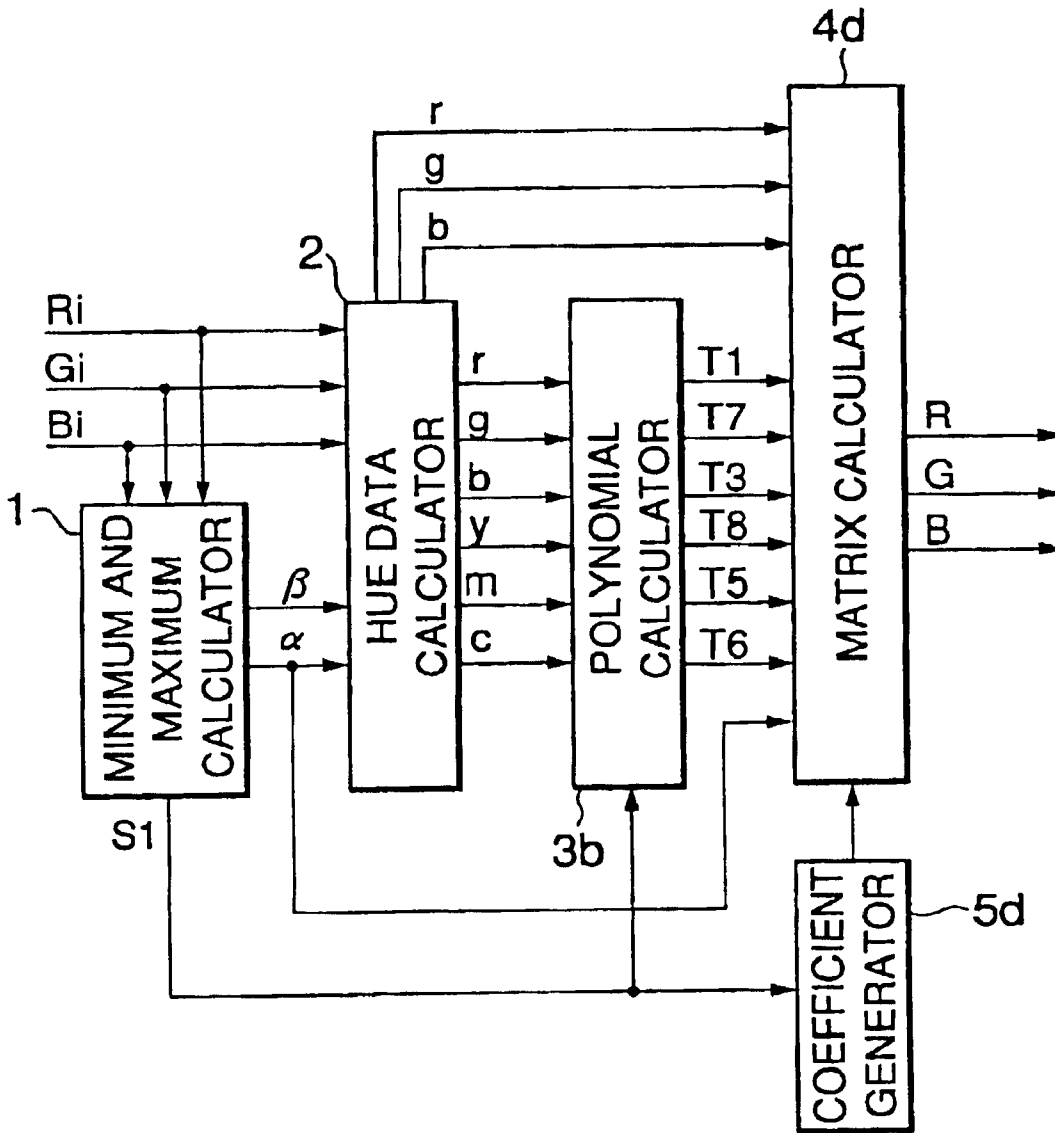 4d
r
g
b
2
Ri
Gi
Bi
1
MINIMUM AND
MAXIMUM
CALCULATOR
β
α
S1
HUE DATA
CALCULATOR
r
g
b
y
m
c
POLYNOMIAL
CALCULATOR
3b
T1
T7
T3
T8
T5
T6
MATRIX CALCULATOR
R
G
B
COEFFICIENT
GENERATOR
5d